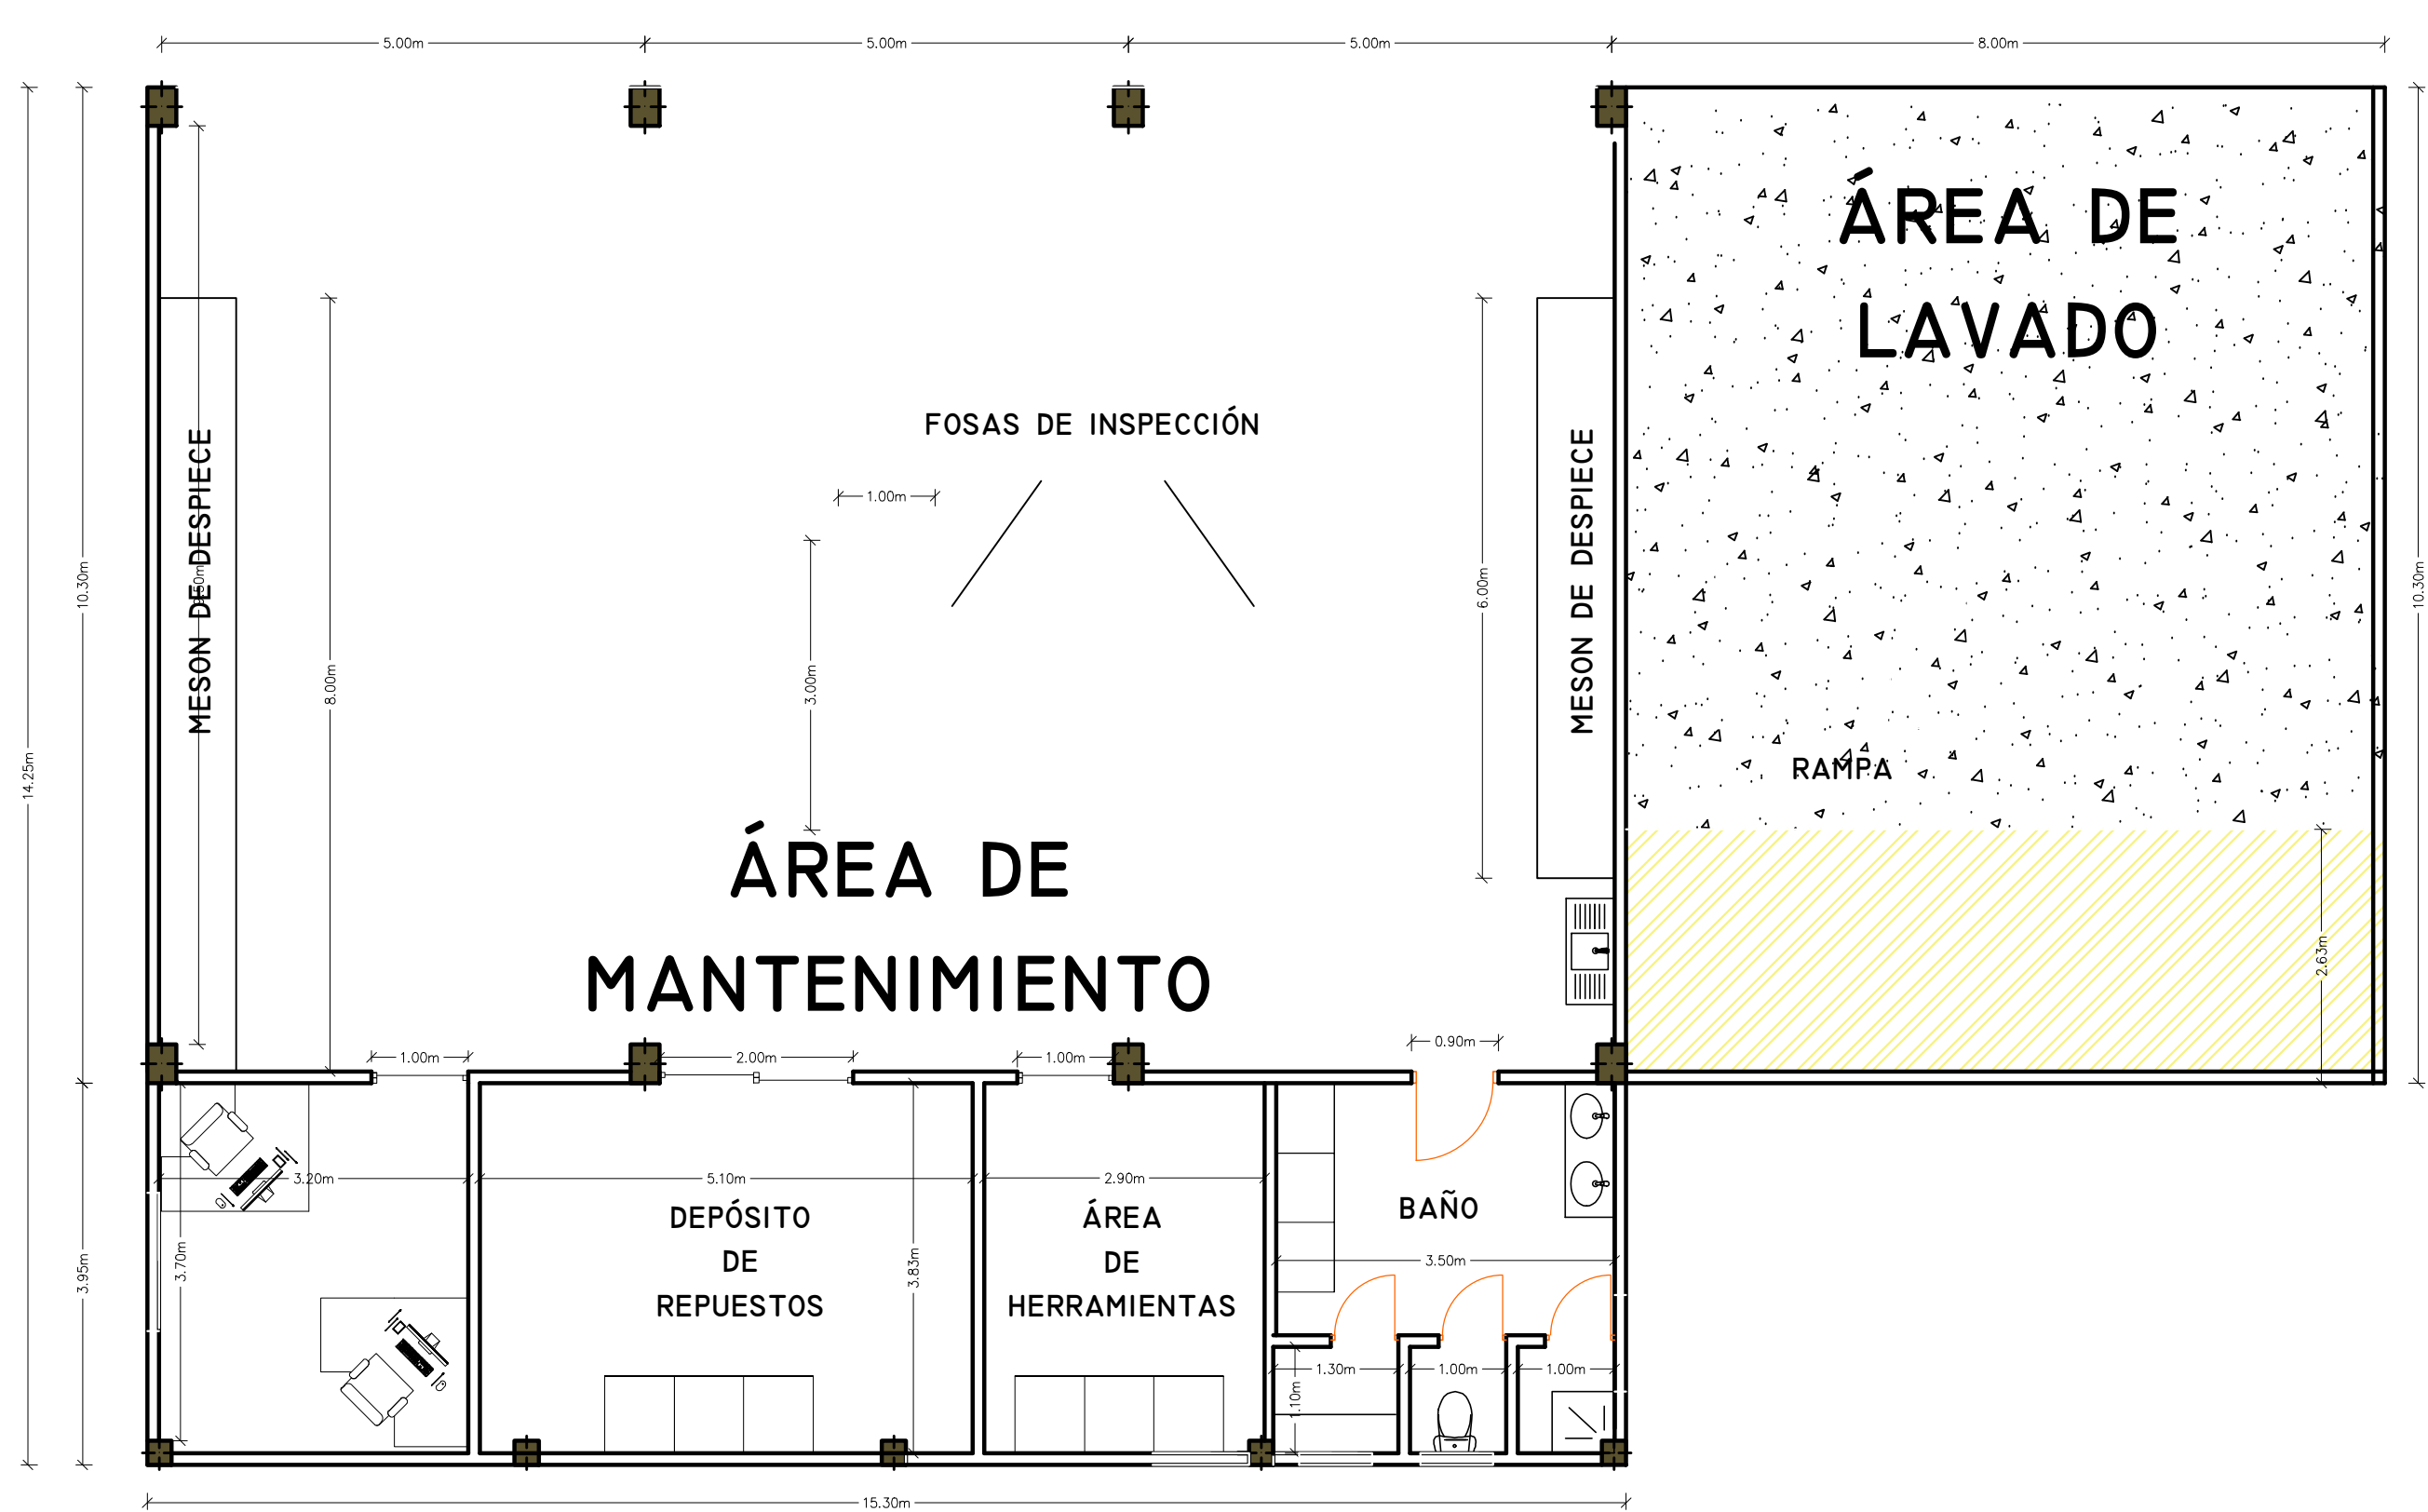 5.00m
5.00m
5.00m
8.00m
ÁREA DE
LAVADO
FOSAS DE INSPECCIÓN
1.00m
MESON DE DESPIECE
9.50m
MESON DE DESPIECE
10.30m
6.00m
10.30m
8.00m
3.00m
14.25m
RAMPA
ÁREA DE
MANTENIMIENTO
2.63m
1.00m
2.00m
1.00m
0.90m
3.20m
5.10m
2.90m
DEPÓSITO
DE
REPUESTOS
ÁREA
DE
HERRAMIENTAS
BAÑO
3.95m
3.70m
3.83m
3.50m
1.30m
1.00m
1.00m
1.10m
15.30m